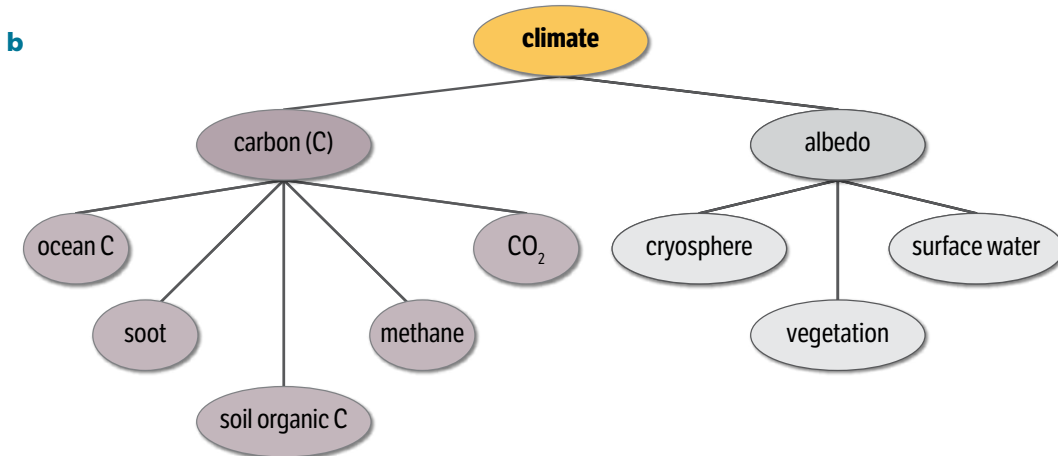 b
climate
carbon (C)
albedo
ocean C
CO₂
cryosphere
surface water
soot
methane
vegetation
soil organic C